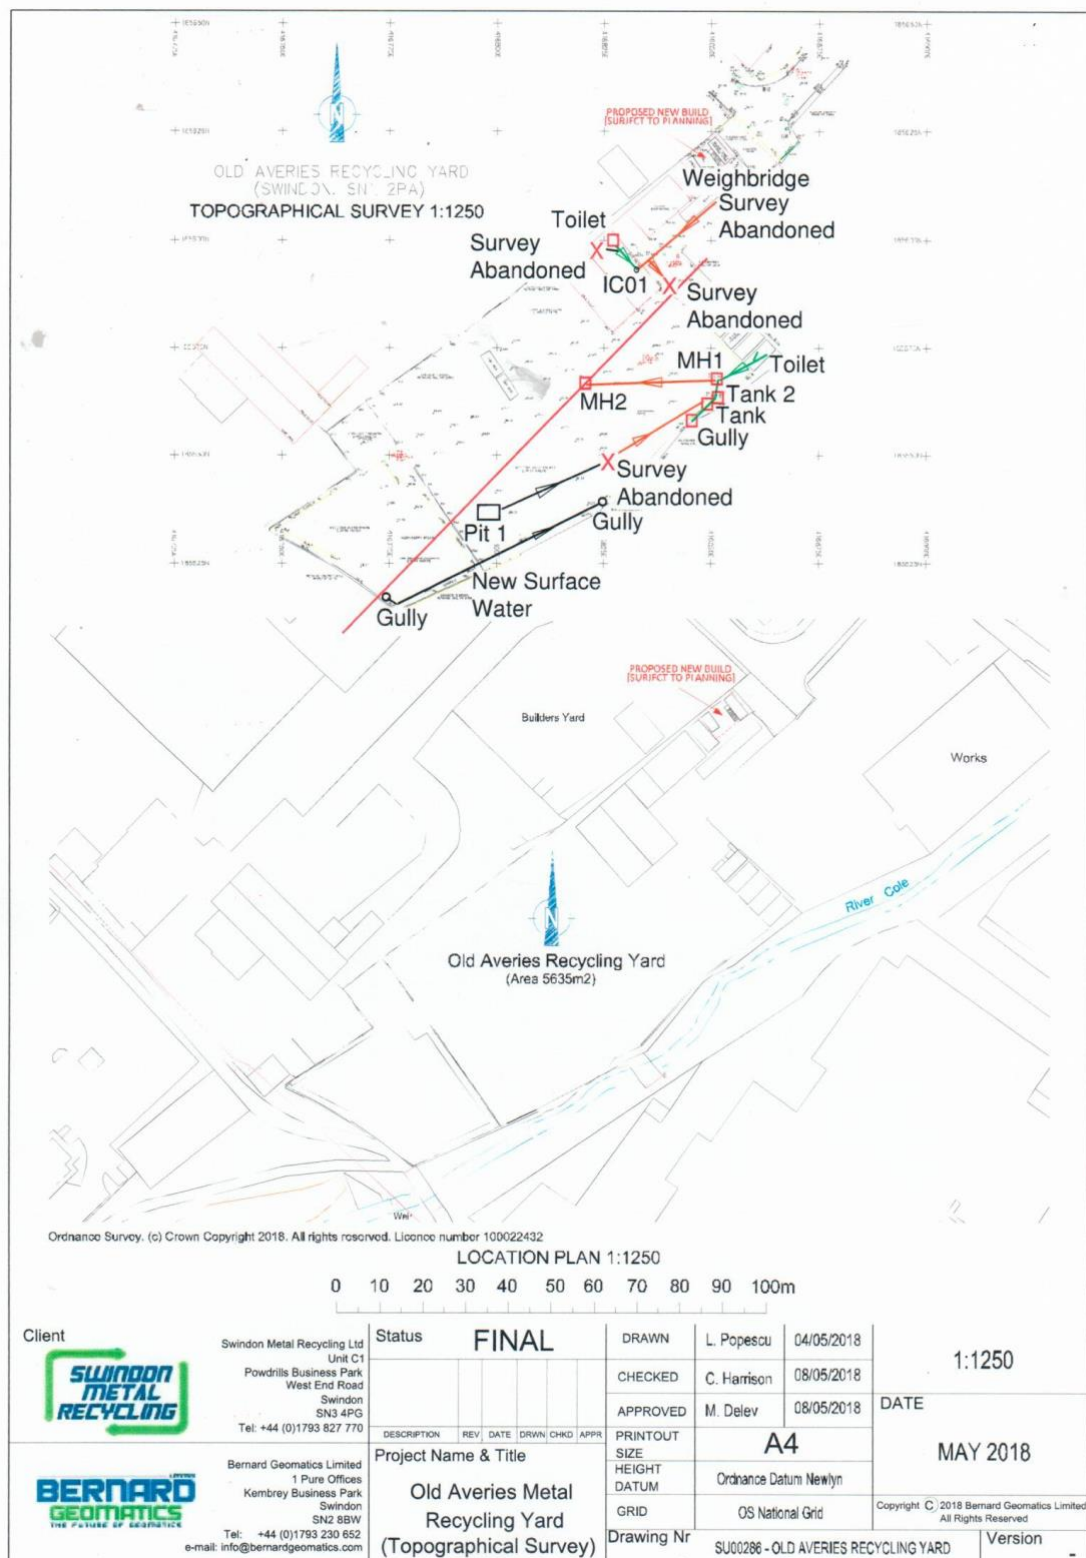 PROPOSED NEW BUILD
[SURJFCT TO PLANNING]
N
OLD AVERIES RECYCLING YARD
TOPOGRAPHICAL SURVEY 1:1250
Weighbridge
Survey
Abandoned
Toilet
Survey
Abandoned
IC01
Survey
Abandoned
MH1
Toilet
MH2
Tank 2
Tank
Gully
Survey
Abandoned
Gully
Pit 1
New Surface
Water
Gully
PROPOSED NEW BUILD
[SURJFCT TO PLANNING]
Builders Yard
Works
River Cole
N
Old Averies Recycling Yard
(Area 5635m2)
Ordnance Survey. (c) Crown Copyright 2018. All rights reserved. Licence number 100022432
LOCATION PLAN 1:1250
0 10 20 30 40 50 60 70 80 90 100m
Client
SWINDON
METAL
RECYCLING
Swindon Metal Recycling Ltd
Unit C1
Powdrills Business Park
West End Road
Swindon
SN3 4PG
Tel: +44 (0)1793 827 770
BERNARD
GEOMATICS
THE FUTURE OF GEOMATICS
Bernard Geomatics Limited
1 Pure Offices
Kembrey Business Park
Swindon
SN2 8BW
Tel: +44 (0)1793 230 652
e-mail: info@bernardgeomatics.com
Status FINAL
DESCRIPTION REV DATE DRWN CHKD APPR
Project Name & Title
Old Averies Metal
Recycling Yard
(Topographical Survey)
DRAWN L. Popescu 04/05/2018
CHECKED C. Harrison 08/05/2018
APPROVED M. Delev 08/05/2018
PRINTOUT
SIZE A4
HEIGHT
DATUM Ordnance Datum Newlyn
GRID OS National Grid
Drawing Nr SU00286 - OLD AVERIES RECYCLING YARD
1:1250
DATE
MAY 2018
Copyright C 2018 Bernard Geomatics Limited
All Rights Reserved
Version
-